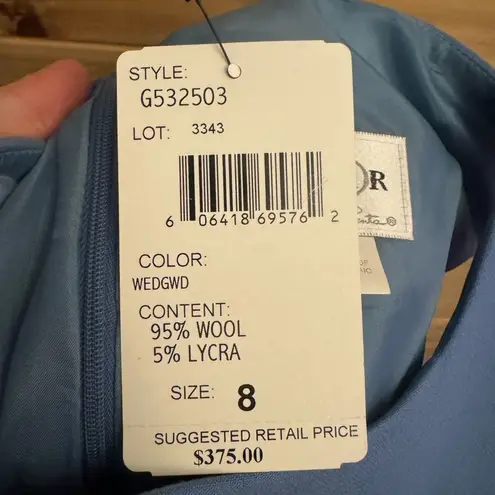 STYLE:
G532503
LOT: 3343
6 06418 69576 2
COLOR:
WEDGWD
CONTENT:
95% WOOL
5% LYCRA
SIZE: 8
SUGGESTED RETAIL PRICE
$375.00
R